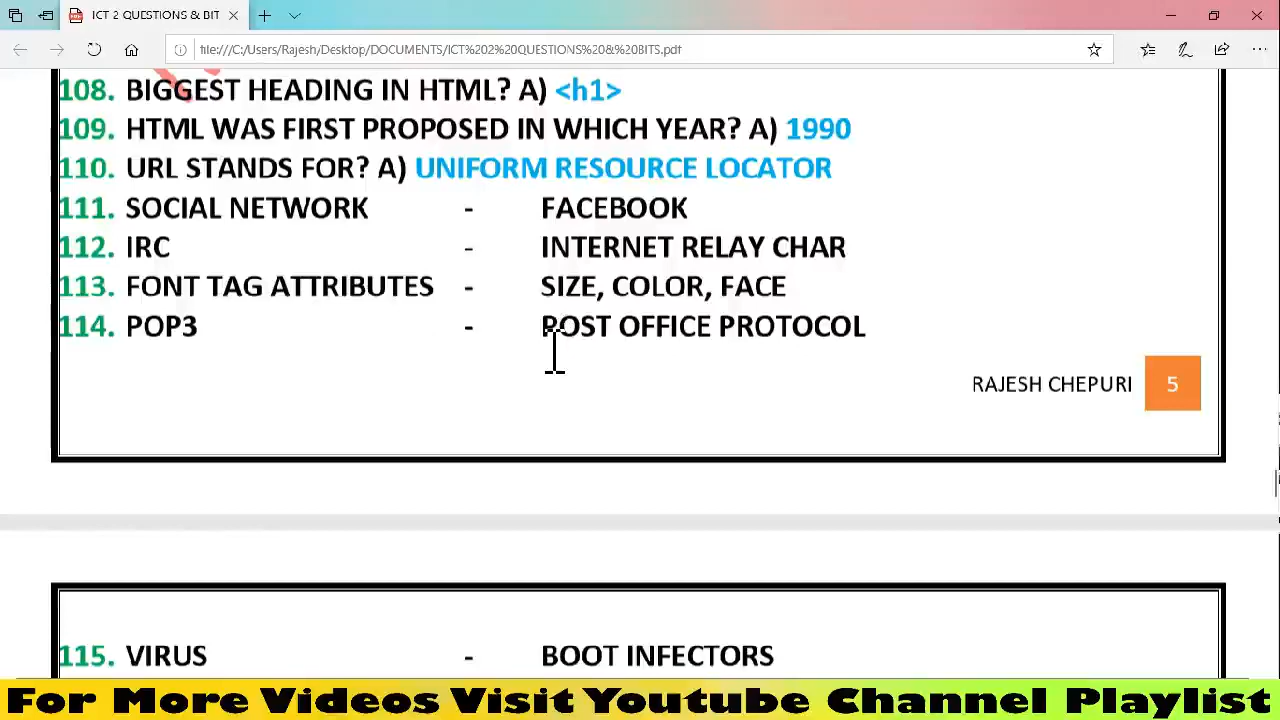 ICT 2 QUESTIONS & BIT
file:///C:/Users/Rajesh/Desktop/DOCUMENTS/ICT%202%20QUESTIONS%20&%20BITS.pdf
108. BIGGEST HEADING IN HTML? A) <h1>
109. HTML WAS FIRST PROPOSED IN WHICH YEAR? A) 1990
110. URL STANDS FOR? A) UNIFORM RESOURCE LOCATOR
111. SOCIAL NETWORK - FACEBOOK
112. IRC - INTERNET RELAY CHAR
113. FONT TAG ATTRIBUTES - SIZE, COLOR, FACE
114. POP3 - POST OFFICE PROTOCOL
RAJESH CHEPURI 5
115. VIRUS - BOOT INFECTORS
For More Videos Visit Youtube Channel Playlist